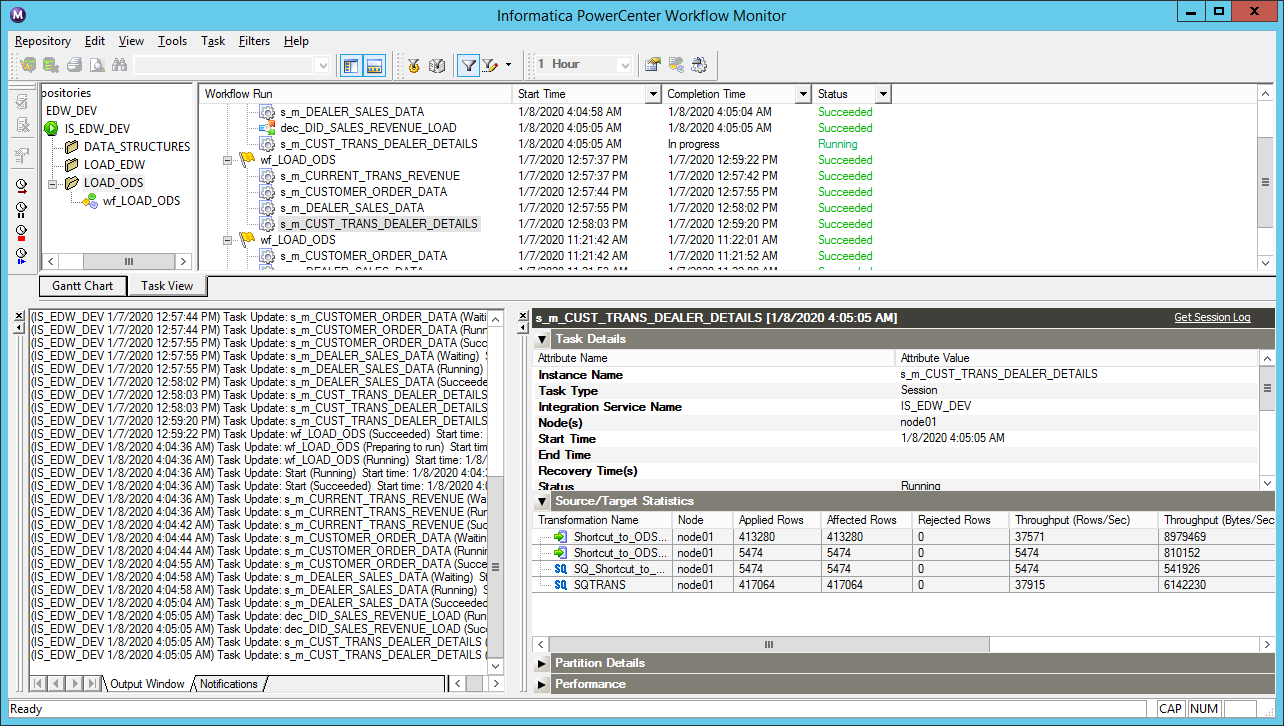 Informatica PowerCenter Workflow Monitor
Repository Edit View Tools Task Filters Help
1 Hour
positories
EDW_DEV
IS_EDW_DEV
DATA_STRUCTURES
LOAD_EDW
LOAD_ODS
wf_LOAD_ODS
Workflow Run Start Time Completion Time Status
s_m_DEALER_SALES_DATA 1/8/2020 4:04:58 AM 1/8/2020 4:05:04 AM Succeeded
dec_DID_SALES_REVENUE_LOAD 1/8/2020 4:05:05 AM 1/8/2020 4:05:05 AM Succeeded
s_m_CUST_TRANS_DEALER_DETAILS 1/8/2020 4:05:05 AM In progress Running
wf_LOAD_ODS 1/7/2020 12:57:37 PM 1/7/2020 12:59:22 PM Succeeded
s_m_CURRENT_TRANS_REVENUE 1/7/2020 12:57:37 PM 1/7/2020 12:57:42 PM Succeeded
s_m_CUSTOMER_ORDER_DATA 1/7/2020 12:57:44 PM 1/7/2020 12:57:55 PM Succeeded
s_m_DEALER_SALES_DATA 1/7/2020 12:57:55 PM 1/7/2020 12:58:02 PM Succeeded
s_m_CUST_TRANS_DEALER_DETAILS 1/7/2020 12:58:03 PM 1/7/2020 12:59:20 PM Succeeded
wf_LOAD_ODS 1/7/2020 11:21:42 AM 1/7/2020 11:22:01 AM Succeeded
s_m_CUSTOMER_ORDER_DATA 1/7/2020 11:21:42 AM 1/7/2020 11:21:52 AM Succeeded
Gantt Chart Task View
(IS_EDW_DEV 1/7/2020 12:57:44 PM) Task Update: s_m_CUSTOMER_ORDER_DATA (Waiti
(IS_EDW_DEV 1/7/2020 12:57:44 PM) Task Update: s_m_CUSTOMER_ORDER_DATA (Runn
(IS_EDW_DEV 1/7/2020 12:57:55 PM) Task Update: s_m_CUSTOMER_ORDER_DATA (Succ
(IS_EDW_DEV 1/7/2020 12:57:55 PM) Task Update: s_m_DEALER_SALES_DATA (Waiting) S
(IS_EDW_DEV 1/7/2020 12:57:55 PM) Task Update: s_m_DEALER_SALES_DATA (Running)
(IS_EDW_DEV 1/7/2020 12:58:02 PM) Task Update: s_m_DEALER_SALES_DATA (Succeede
(IS_EDW_DEV 1/7/2020 12:58:03 PM) Task Update: s_m_CUST_TRANS_DEALER_DETAILS
(IS_EDW_DEV 1/7/2020 12:58:03 PM) Task Update: s_m_CUST_TRANS_DEALER_DETAILS
(IS_EDW_DEV 1/7/2020 12:59:20 PM) Task Update: s_m_CUST_TRANS_DEALER_DETAILS
(IS_EDW_DEV 1/7/2020 12:59:22 PM) Task Update: wf_LOAD_ODS (Succeeded) Start time:
(IS_EDW_DEV 1/8/2020 4:04:36 AM) Task Update: wf_LOAD_ODS (Preparing to run) Start tim
(IS_EDW_DEV 1/8/2020 4:04:36 AM) Task Update: wf_LOAD_ODS (Running) Start time: 1/8/
(IS_EDW_DEV 1/8/2020 4:04:36 AM) Task Update: Start (Running) Start time: 1/8/2020 4:04:3
(IS_EDW_DEV 1/8/2020 4:04:36 AM) Task Update: Start (Succeeded) Start time: 1/8/2020 4:0
(IS_EDW_DEV 1/8/2020 4:04:36 AM) Task Update: s_m_CURRENT_TRANS_REVENUE (Wa
(IS_EDW_DEV 1/8/2020 4:04:36 AM) Task Update: s_m_CURRENT_TRANS_REVENUE (Rur
(IS_EDW_DEV 1/8/2020 4:04:42 AM) Task Update: s_m_CURRENT_TRANS_REVENUE (Suc
(IS_EDW_DEV 1/8/2020 4:04:44 AM) Task Update: s_m_CUSTOMER_ORDER_DATA (Waitin
(IS_EDW_DEV 1/8/2020 4:04:44 AM) Task Update: s_m_CUSTOMER_ORDER_DATA (Runni
(IS_EDW_DEV 1/8/2020 4:04:55 AM) Task Update: s_m_CUSTOMER_ORDER_DATA (Succe
(IS_EDW_DEV 1/8/2020 4:04:58 AM) Task Update: s_m_DEALER_SALES_DATA (Waiting) St
(IS_EDW_DEV 1/8/2020 4:04:58 AM) Task Update: s_m_DEALER_SALES_DATA (Running) S
(IS_EDW_DEV 1/8/2020 4:05:04 AM) Task Update: s_m_DEALER_SALES_DATA (Succeeded
(IS_EDW_DEV 1/8/2020 4:05:05 AM) Task Update: dec_DID_SALES_REVENUE_LOAD (Run
(IS_EDW_DEV 1/8/2020 4:05:05 AM) Task Update: dec_DID_SALES_REVENUE_LOAD (Suc
(IS_EDW_DEV 1/8/2020 4:05:05 AM) Task Update: s_m_CUST_TRANS_DEALER_DETAILS (
(IS_EDW_DEV 1/8/2020 4:05:05 AM) Task Update: s_m_CUST_TRANS_DEALER_DETAILS (
Output Window Notifications
s_m_CUST_TRANS_DEALER_DETAILS [1/8/2020 4:05:05 AM] Get Session Log
Task Details
Attribute Name Attribute Value
Instance Name s_m_CUST_TRANS_DEALER_DETAILS
Task Type Session
Integration Service Name IS_EDW_DEV
Node(s) node01
Start Time 1/8/2020 4:05:05 AM
End Time
Recovery Time(s)
Status Running
Source/Target Statistics
Transformation Name Node Applied Rows Affected Rows Rejected Rows Throughput (Rows/Sec) Throughput (Bytes/Sec
Shortcut_to_ODS... node01 413280 413280 0 37571 8979469
Shortcut_to_ODS... node01 5474 5474 0 5474 810152
SQ SQ_Shortcut_to_... node01 5474 5474 0 5474 541926
SQ SQTRANS node01 417064 417064 0 37915 6142230
Partition Details
Performance
Ready CAP NUM